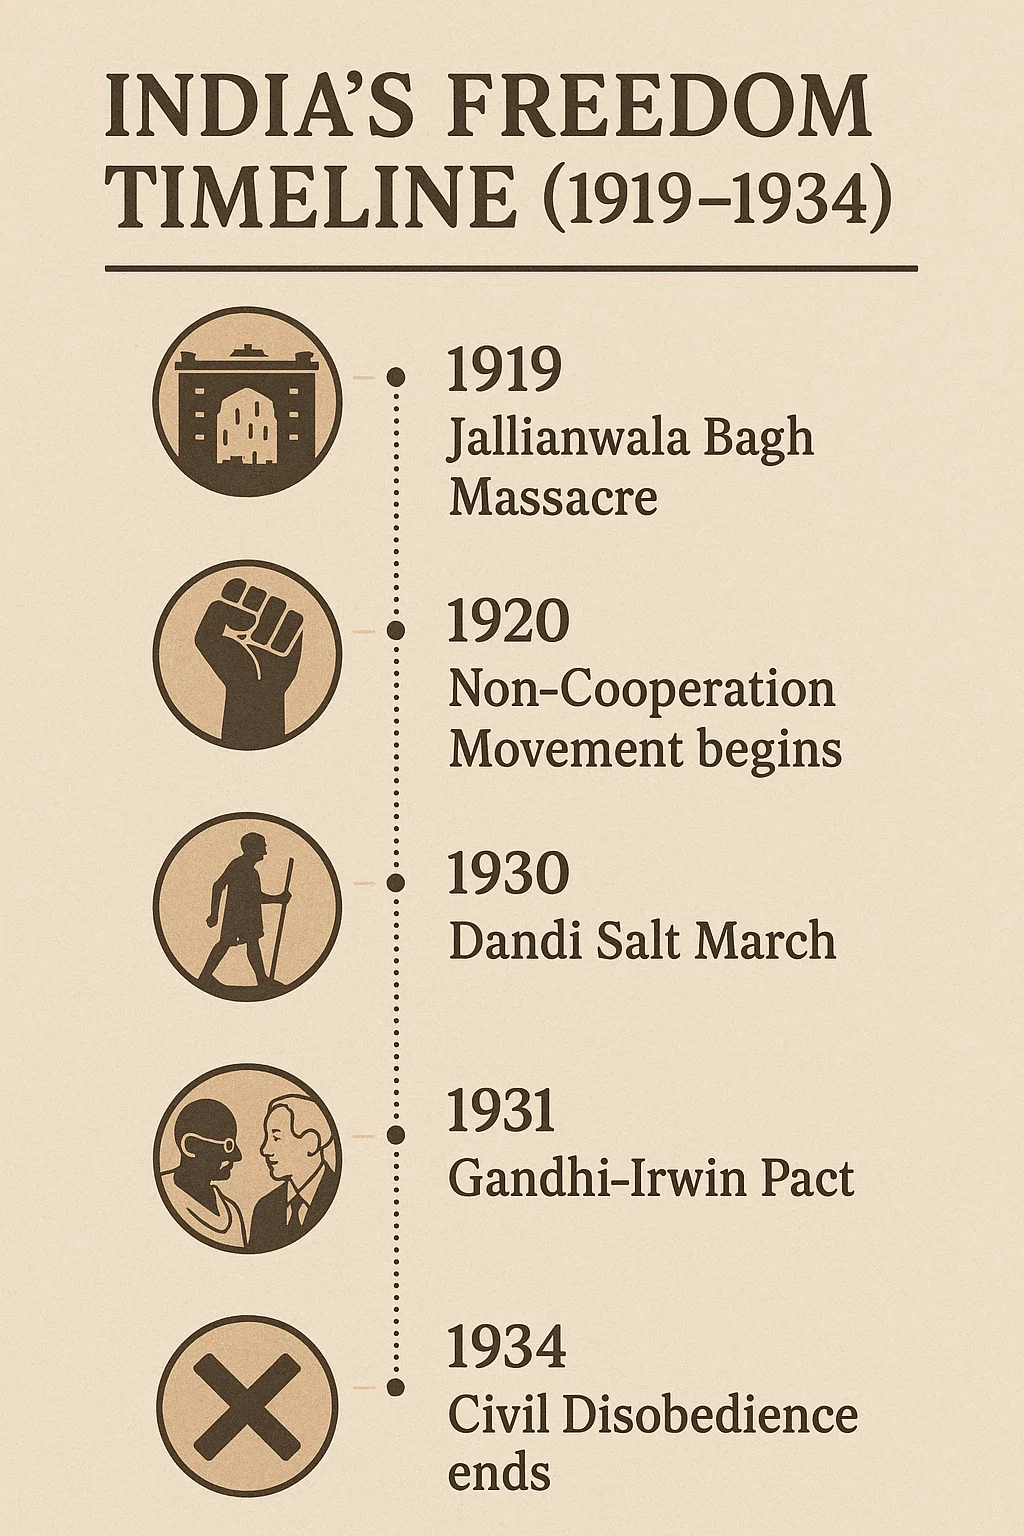 INDIA’S FREEDOM
TIMELINE (1919–1934)
1919
Jallianwala Bagh
Massacre
1920
Non-Cooperation
Movement begins
1930
Dandi Salt March
1931
Gandhi-Irwin Pact
1934
Civil Disobedience
ends